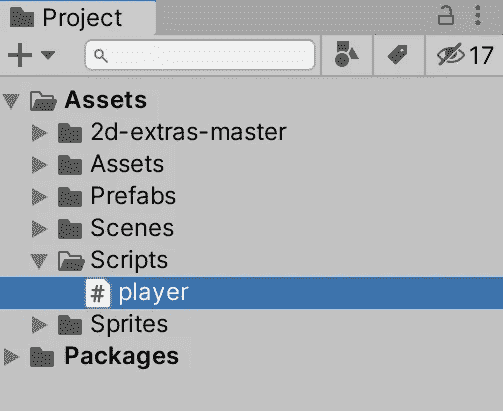 Project
17
Assets
2d-extras-master
Assets
Prefabs
Scenes
Scripts
# player
Sprites
Packages